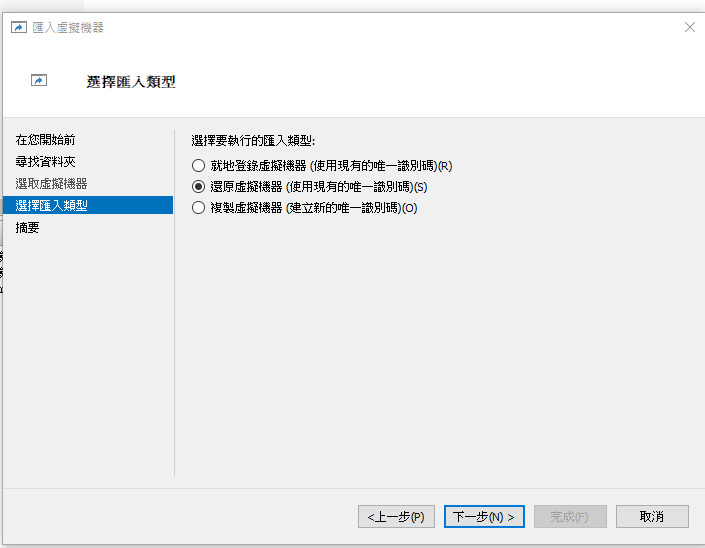 匯入虛擬機器
選擇匯入類型
在您開始前
尋找資料夾
選取虛擬機器
選擇匯入類型
摘要
選擇要執行的匯入類型:
就地登錄虛擬機器 (使用現有的唯一識別碼)(R)
還原虛擬機器 (使用現有的唯一識別碼)(S)
複製虛擬機器 (建立新的唯一識別碼)(O)
<上一步(P)
下一步(N) >
完成(F)
取消